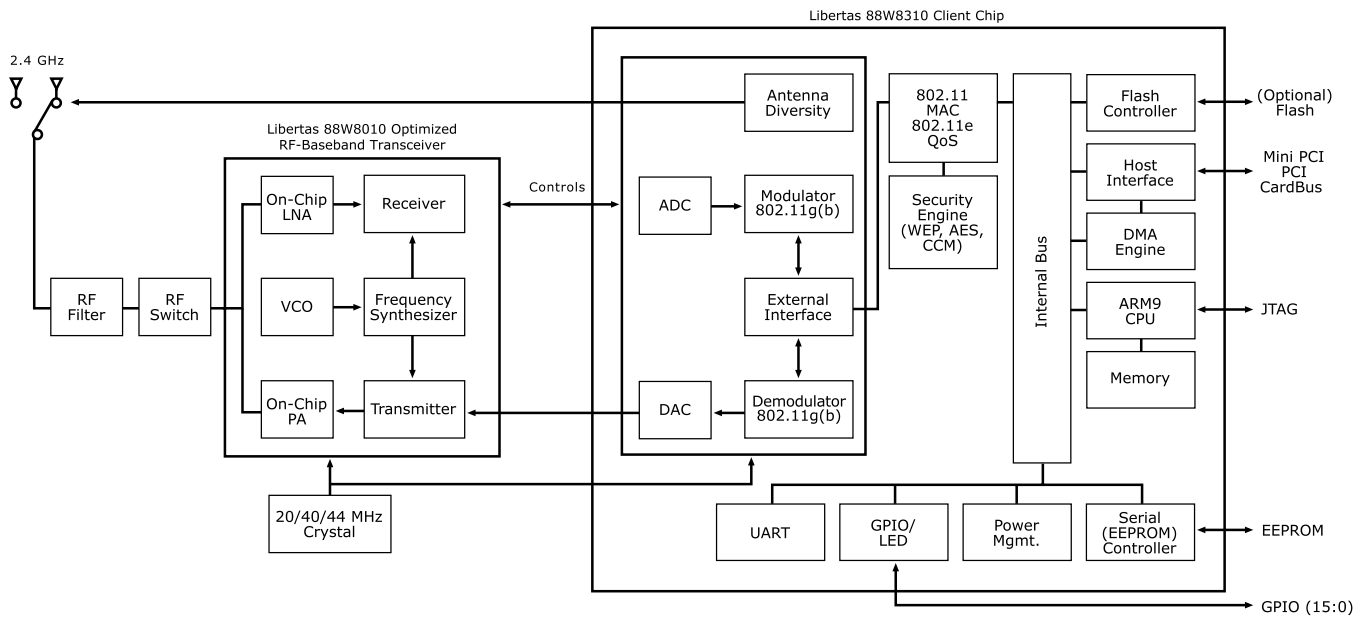 Libertas 88W8310 Client Chip
2.4 GHz
Antenna
Diversity
802.11
MAC
802.11e
QoS
Flash
Controller
(Optional)
Flash
Libertas 88W8010 Optimized
RF-Baseband Transceiver
Host
Interface
Mini PCI
PCI
CardBus
Controls
On-Chip
LNA
Receiver
ADC
Modulator
802.11g(b)
Security
Engine
(WEP, AES,
CCM)
Internal Bus
DMA
Engine
RF
Filter
RF
Switch
VCO
Frequency
Synthesizer
External
Interface
ARM9
CPU
JTAG
Memory
On-Chip
PA
Transmitter
DAC
Demodulator
802.11g(b)
20/40/44 MHz
Crystal
UART
GPIO/
LED
Power
Mgmt.
Serial
(EEPROM)
Controller
EEPROM
GPIO (15:0)